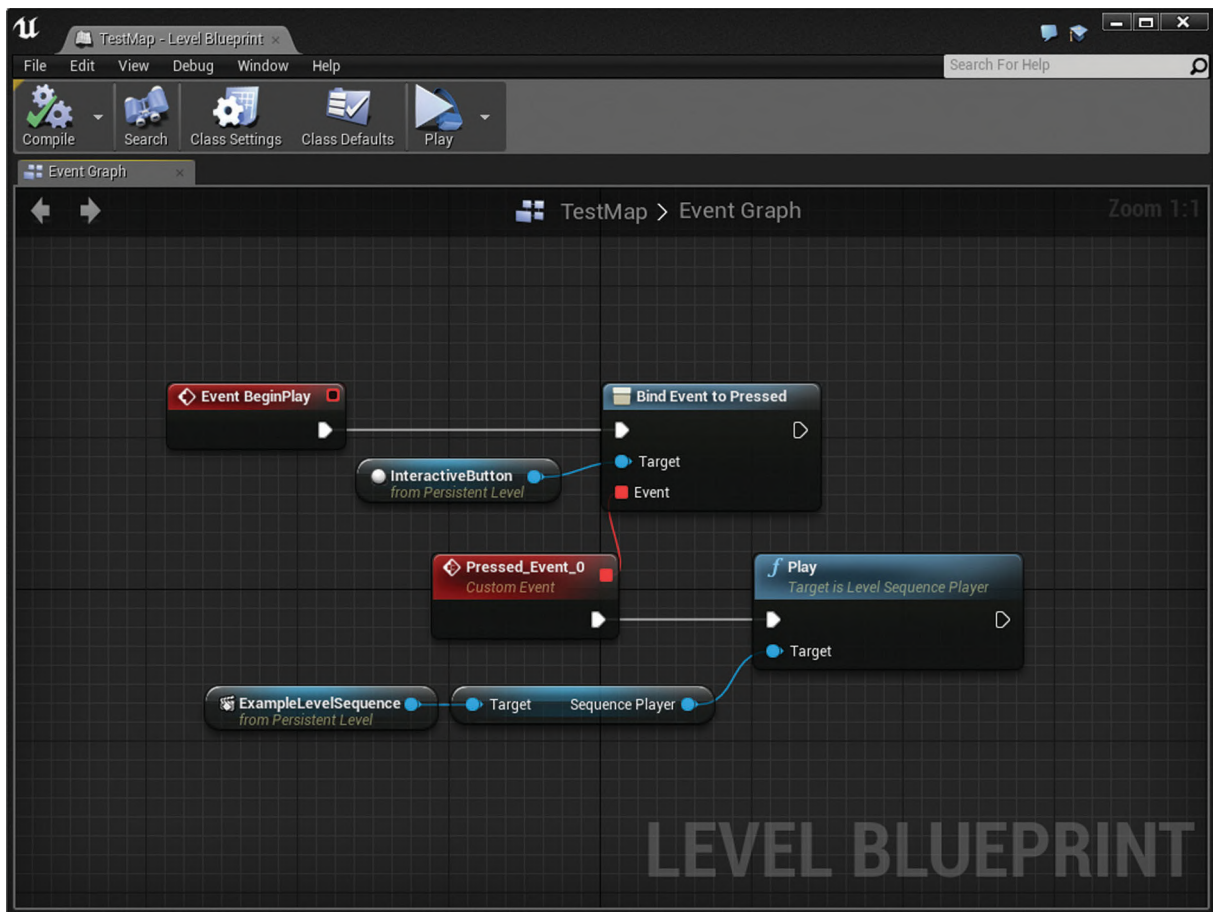 TestMap - Level Blueprint
File Edit View Debug Window Help
Search For Help
Compile Search Class Settings Class Defaults Play
Event Graph
TestMap > Event Graph
Zoom 1:1
Event BeginPlay
Bind Event to Pressed
Target
Event
InteractiveButton
from Persistent Level
Pressed_Event_0
Custom Event
Play
Target is Level Sequence Player
Target
ExampleLevelSequence
from Persistent Level
Target Sequence Player
LEVEL BLUEPRINT